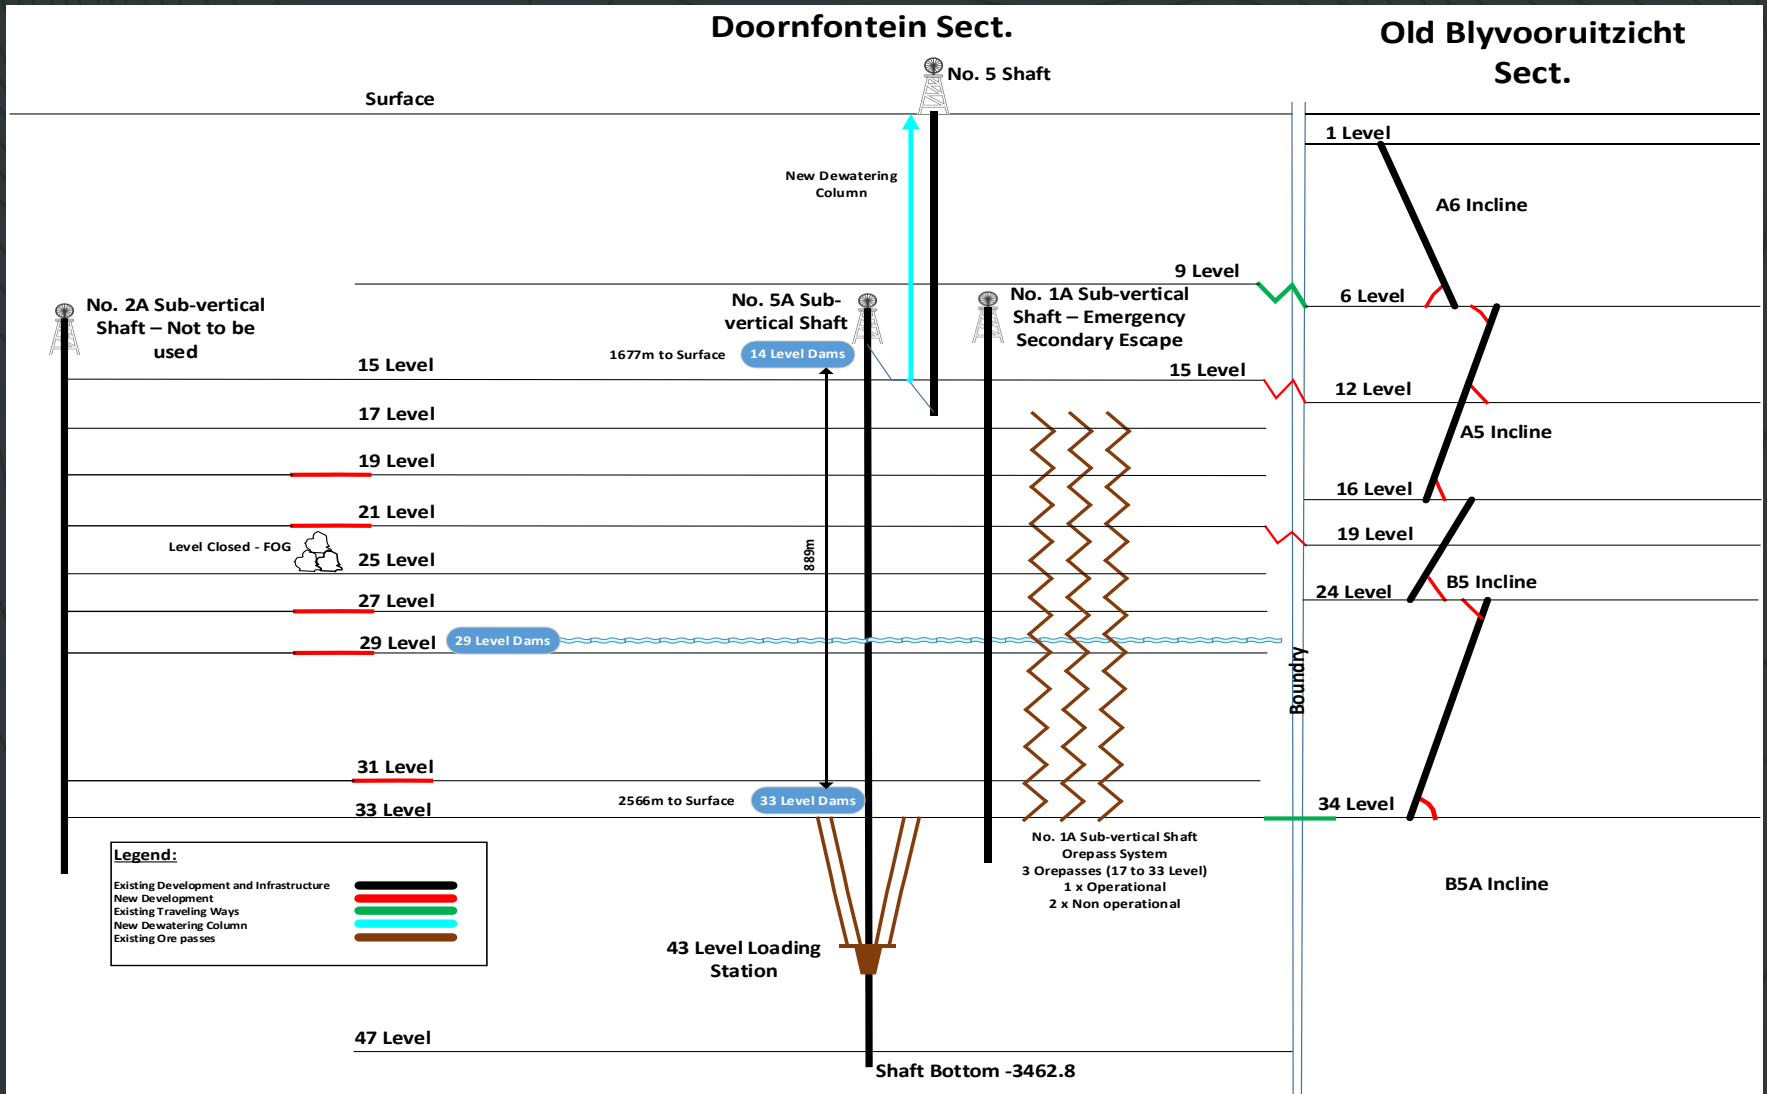 Doornfontein Sect.
Old Blyvooruitzicht
Sect.
No. 5 Shaft
Surface
1 Level
New Dewatering
Column
A6 Incline
9 Level
6 Level
No. 2A Sub-vertical
Shaft – Not to be
used
No. 5A Sub-
vertical Shaft
No. 1A Sub-vertical
Shaft – Emergency
Secondary Escape
1677m to Surface
14 Level Dams
15 Level
15 Level
12 Level
17 Level
A5 Incline
19 Level
16 Level
21 Level
19 Level
Level Closed - FOG
25 Level
889m
B5 Incline
24 Level
27 Level
29 Level
29 Level Dams
Boundry
31 Level
2566m to Surface
33 Level Dams
33 Level
34 Level
No. 1A Sub-vertical Shaft
Orepass System
3 Orepasses (17 to 33 Level)
1 x Operational
2 x Non operational
B5A Incline
Legend:
Existing Development and Infrastructure
New Development
Existing Traveling Ways
New Dewatering Column
Existing Ore passes
43 Level Loading
Station
47 Level
Shaft Bottom -3462.8